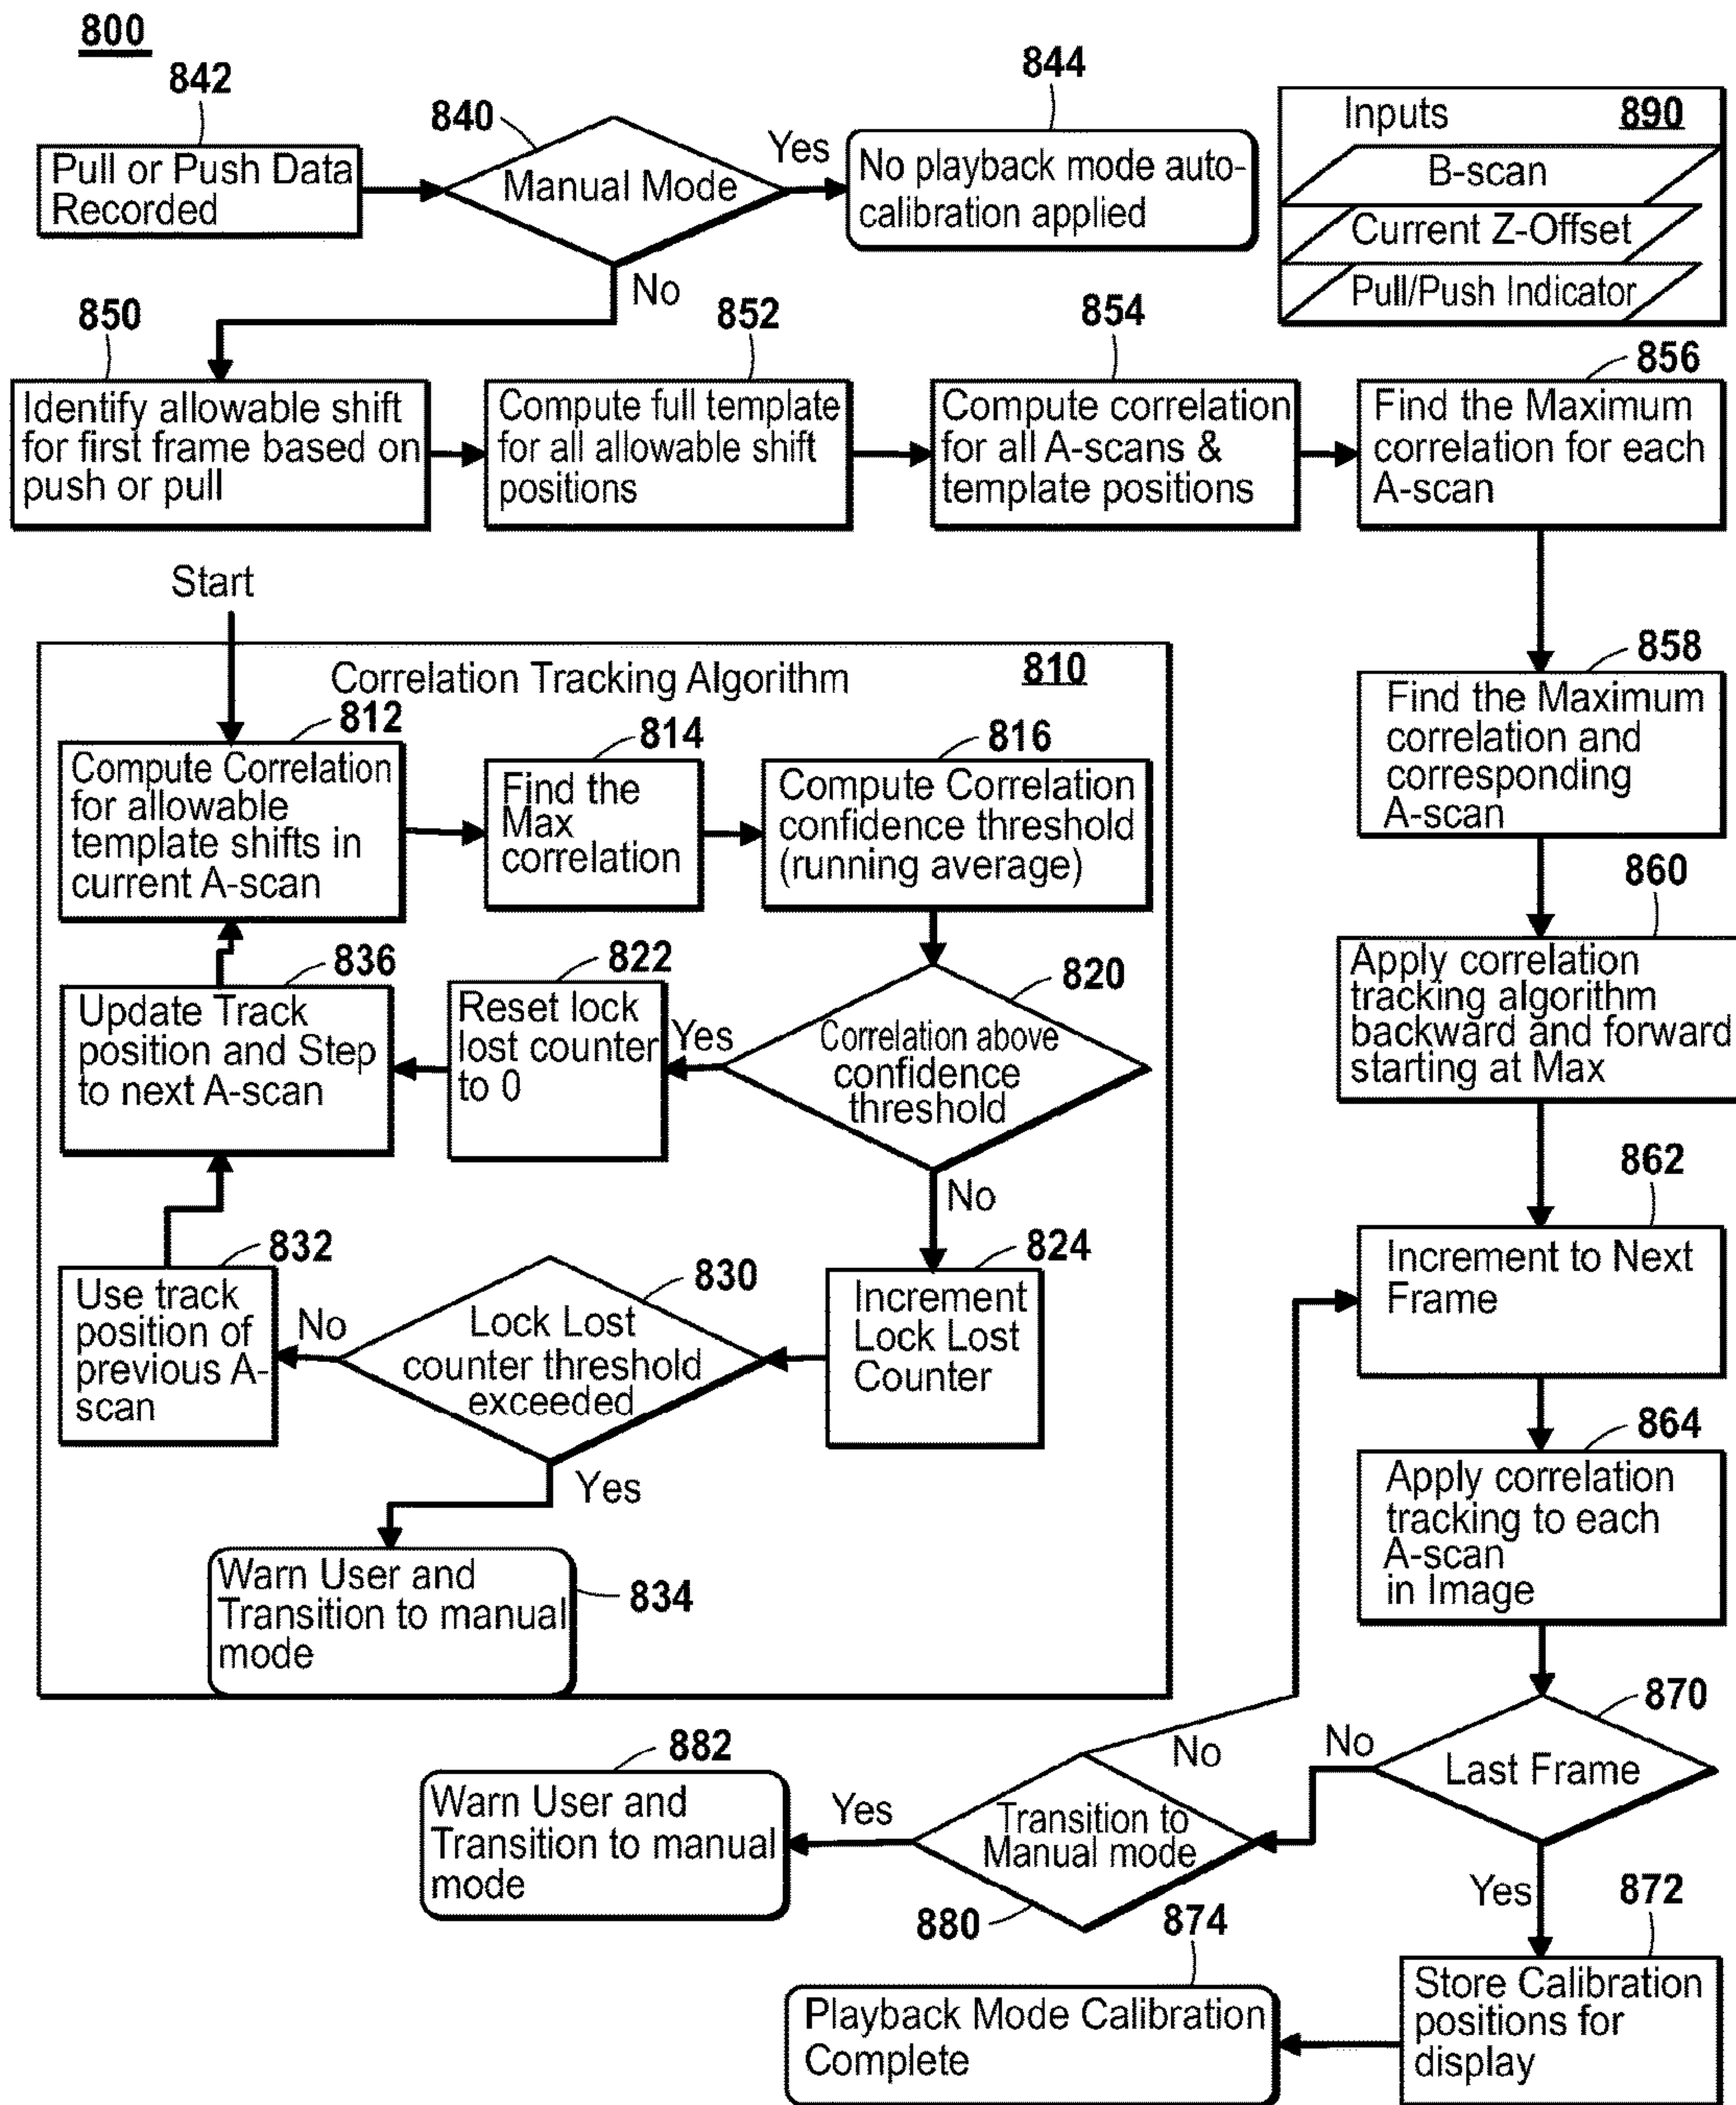 800
842
Pull or Push Data
Recorded
840
Manual Mode
Yes
No
844
No playback mode auto-
calibration applied
Inputs 890
B-scan
Current Z-Offset
Pull/Push Indicator
850
Identify allowable shift
for first frame based on
push or pull
852
Compute full template
for all allowable shift
positions
854
Compute correlation
for all A-scans &
template positions
856
Find the Maximum
correlation for each
A-scan
Start
Correlation Tracking Algorithm 810
812
Compute Correlation
for allowable
template shifts in
current A-scan
814
Find the
Max
correlation
816
Compute Correlation
confidence threshold
(running average)
836
Update Track
position and Step
to next A-scan
822
Reset lock
lost counter
to 0
Yes
820
Correlation above
confidence
threshold
No
832
Use track
position of
previous A-
scan
No
830
Lock Lost
counter threshold
exceeded
824
Increment
Lock Lost
Counter
Yes
Warn User and
Transition to manual
mode
834
858
Find the Maximum
correlation and
corresponding
A-scan
860
Apply correlation
tracking algorithm
backward and forward
starting at Max
862
Increment to Next
Frame
864
Apply correlation
tracking to each
A-scan
in Image
870
Last Frame
No
Yes
882
Warn User and
Transition to manual
mode
Yes
No
Transition to
Manual mode
880
874
Playback Mode Calibration
Complete
872
Store Calibration
positions for
display